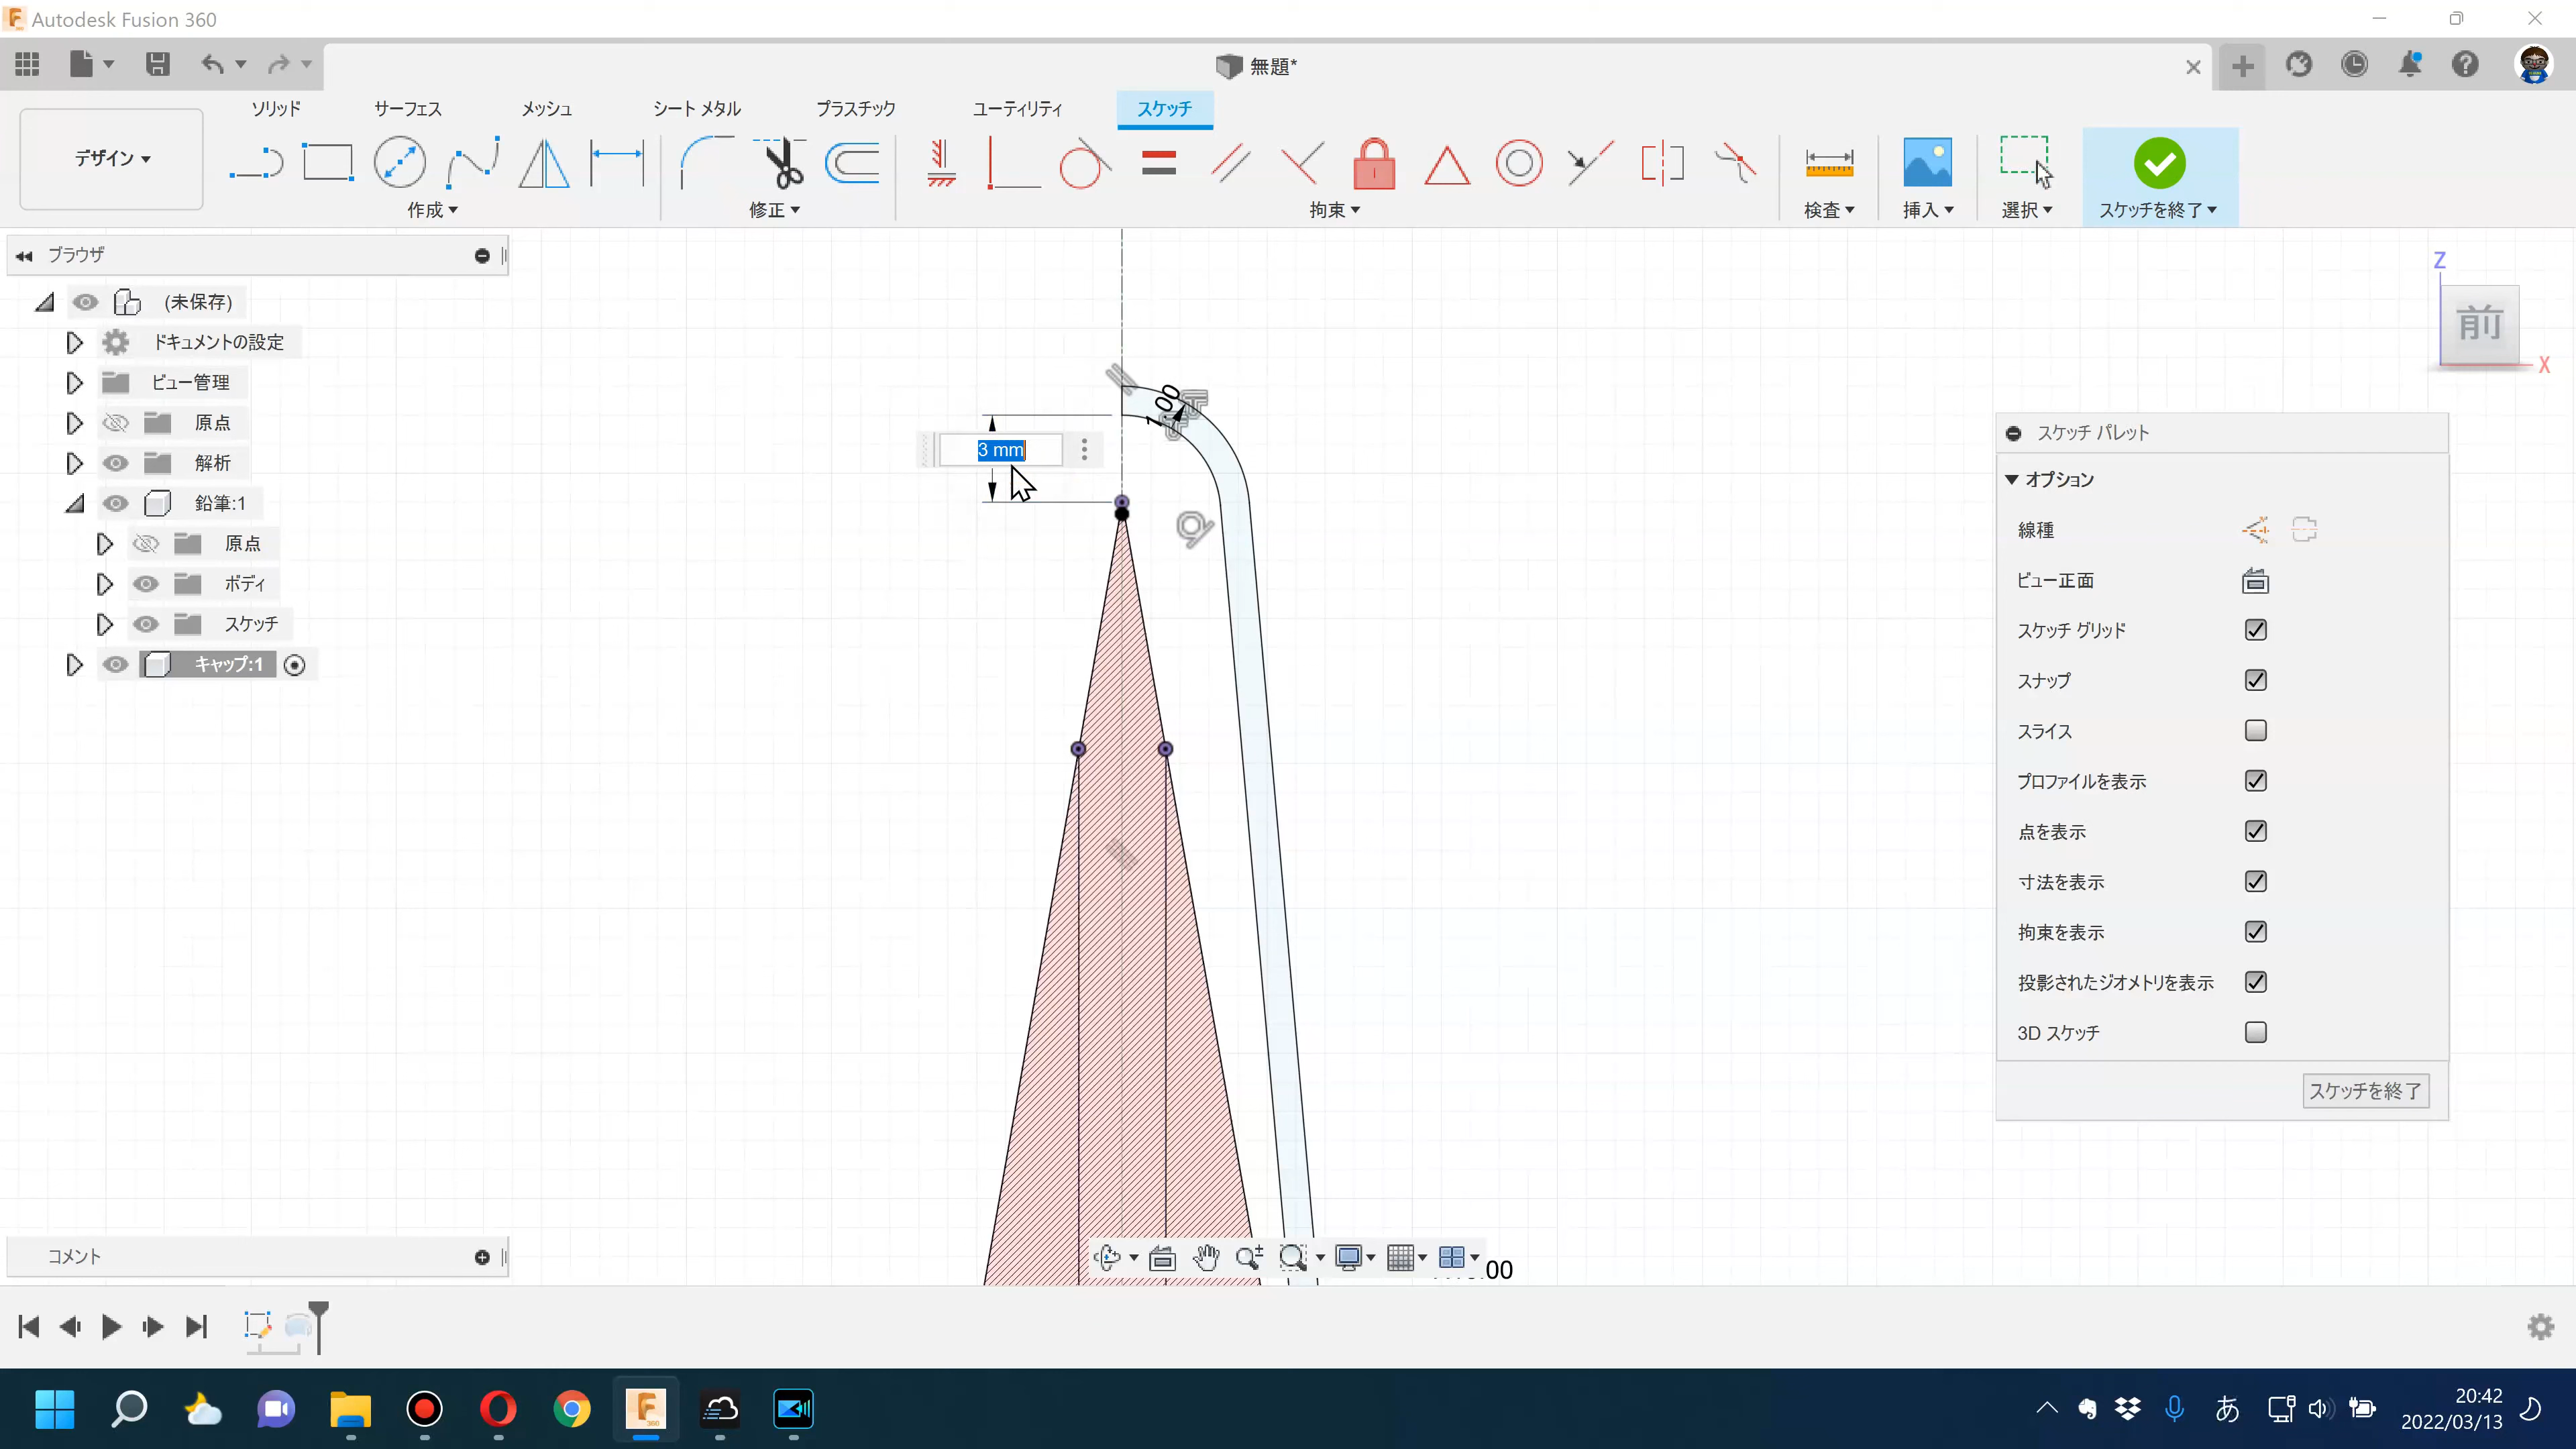 Autodesk Fusion 360
無題*
ソリッド サーフェス メッシュ シート メタル プラスチック ユーティリティ スケッチ
デザイン
作成 修正 拘束 検査 挿入 選択 スケッチを終了
ブラウザ
(未保存)
ドキュメントの設定
ビュー管理
原点
解析
鉛筆:1
原点
ボディ
スケッチ
キャップ:1
1.00
3 mm
Z
前
X
スケッチ パレット
オプション
線種
ビュー正面
スケッチ グリッド
スナップ
スライス
プロファイルを表示
点を表示
寸法を表示
拘束を表示
投影されたジオメトリを表示
3D スケッチ
スケッチを終了
コメント
.00
360
あ
20:42
2022/03/13